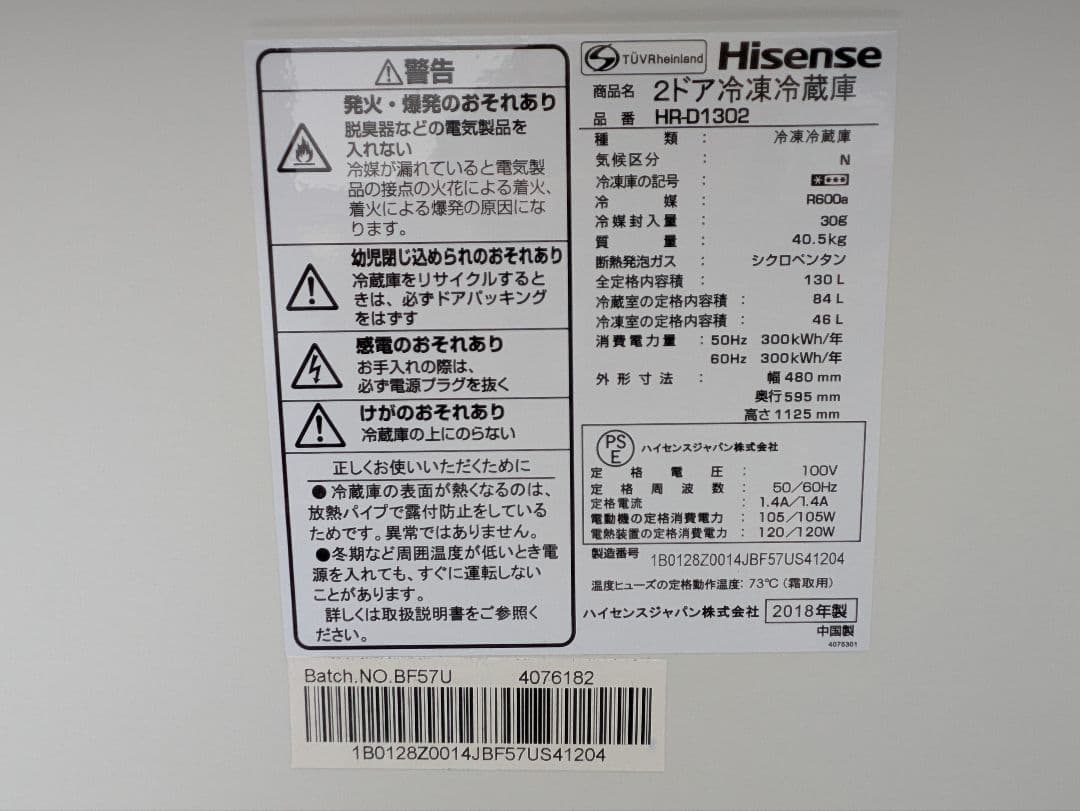 ⚠警告
発火・爆発のおそれあり
脱臭器などの電気製品を
入れない
冷媒が漏れていると電気製
品の接点の火花による着火、
着火による爆発の原因にな
ります。
幼児閉じ込められのおそれあり
冷蔵庫をリサイクルすると
きは、必ずドアパッキング
をはずす
感電のおそれあり
お手入れの際は、
必ず電源プラグを抜く
けがのおそれあり
冷蔵庫の上にのらない
正しくお使いいただくために
●冷蔵庫の表面が熱くなるのは、
放熱パイプで露付防止をしている
ためです。異常ではありません。
●冬期など周囲温度が低いとき電
源を入れても、すぐに運転しない
ことがあります。
詳しくは取扱説明書をご参照く
ださい。
TÜVRheinland Hisense
商品名 2ドア冷凍冷蔵庫
品番 HR-D1302
種類 : 冷凍冷蔵庫
気候区分 : N
冷凍庫の記号 :
冷媒 : R600a
冷媒封入量 : 30g
質量 : 40.5kg
断熱発泡ガス : シクロペンタン
全定格内容積 : 130 L
冷蔵室の定格内容積 : 84 L
冷凍室の定格内容積 : 46 L
消費電力量 : 50Hz 300kWh/年
60Hz 300kWh/年
外形寸法 : 幅 480 mm
奥行 595 mm
高さ 1125 mm
PSE ハイセンスジャパン株式会社
定格電圧 : 100V
定格周波数 : 50/60Hz
定格電流 : 1.4A/1.4A
電動機の定格消費電力 : 105/105W
電熱装置の定格消費電力 : 120/120W
製造番号 1B0128Z0014JBF57US41204
温度ヒューズの定格動作温度: 73℃(霜取用)
ハイセンスジャパン株式会社 2018年製
中国製
4075301
Batch.NO.BF57U 4076182
1B0128Z0014JBF57US41204